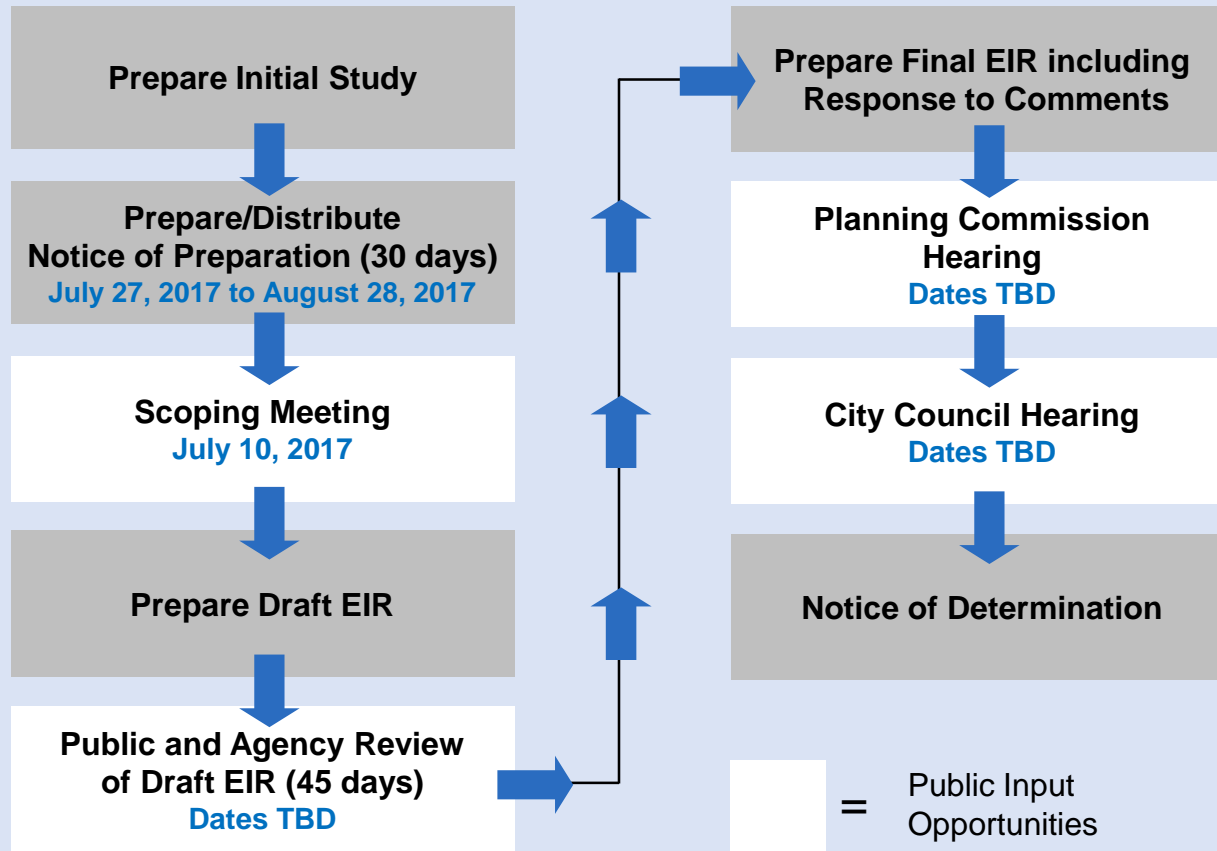 Prepare Initial Study
Prepare/Distribute
Notice of Preparation (30 days)
July 27, 2017 to August 28, 2017
Scoping Meeting
July 10, 2017
Prepare Draft EIR
Public and Agency Review
of Draft EIR (45 days)
Dates TBD
Prepare Final EIR including
Response to Comments
Planning Commission
Hearing
Dates TBD
City Council Hearing
Dates TBD
Notice of Determination
= Public Input
Opportunities